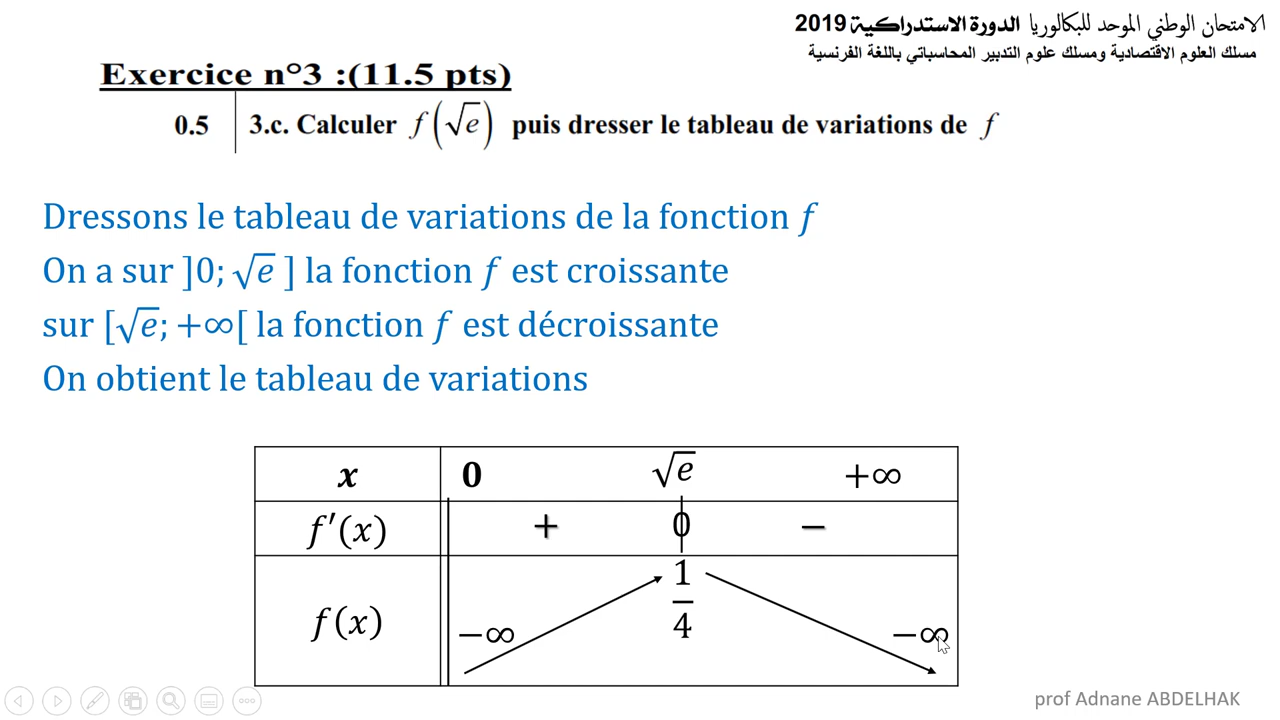 الامتحان الوطني الموحد للبكالوريا الدورة الاستدراكية 2019
مسلك العلوم الاقتصادية ومسلك علوم التدبير المحاسباتي باللغة الفرنسية
Exercice n°3 :(11.5 pts)
0.5 3.c. Calculer f(√e) puis dresser le tableau de variations de f
Dressons le tableau de variations de la fonction f
On a sur ]0; √e ] la fonction f est croissante
sur [√e; +∞[ la fonction f est décroissante
On obtient le tableau de variations
x 0 √e +∞
f′(x) + 0 −
f(x) −∞ 1/4 −∞
prof Adnane ABDELHAK